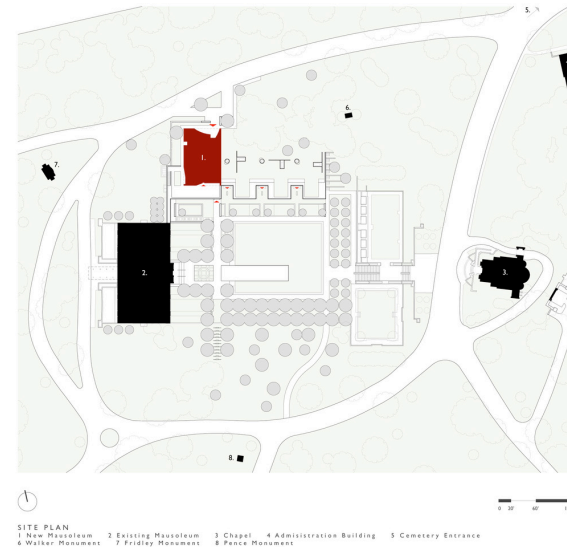 5.
6.
1.
7.
2.
3.
8.
0 20' 60'
SITE PLAN
1 New Mausoleum 2 Existing Mausoleum 3 Chapel 4 Administration Building 5 Cemetery Entrance
6 Walker Monument 7 Fridley Monument 8 Pence Monument